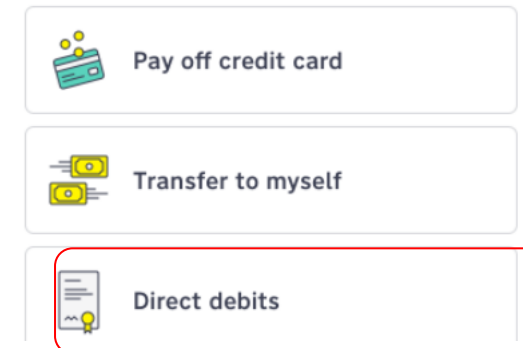 Pay off credit card
Transfer to myself
Direct debits